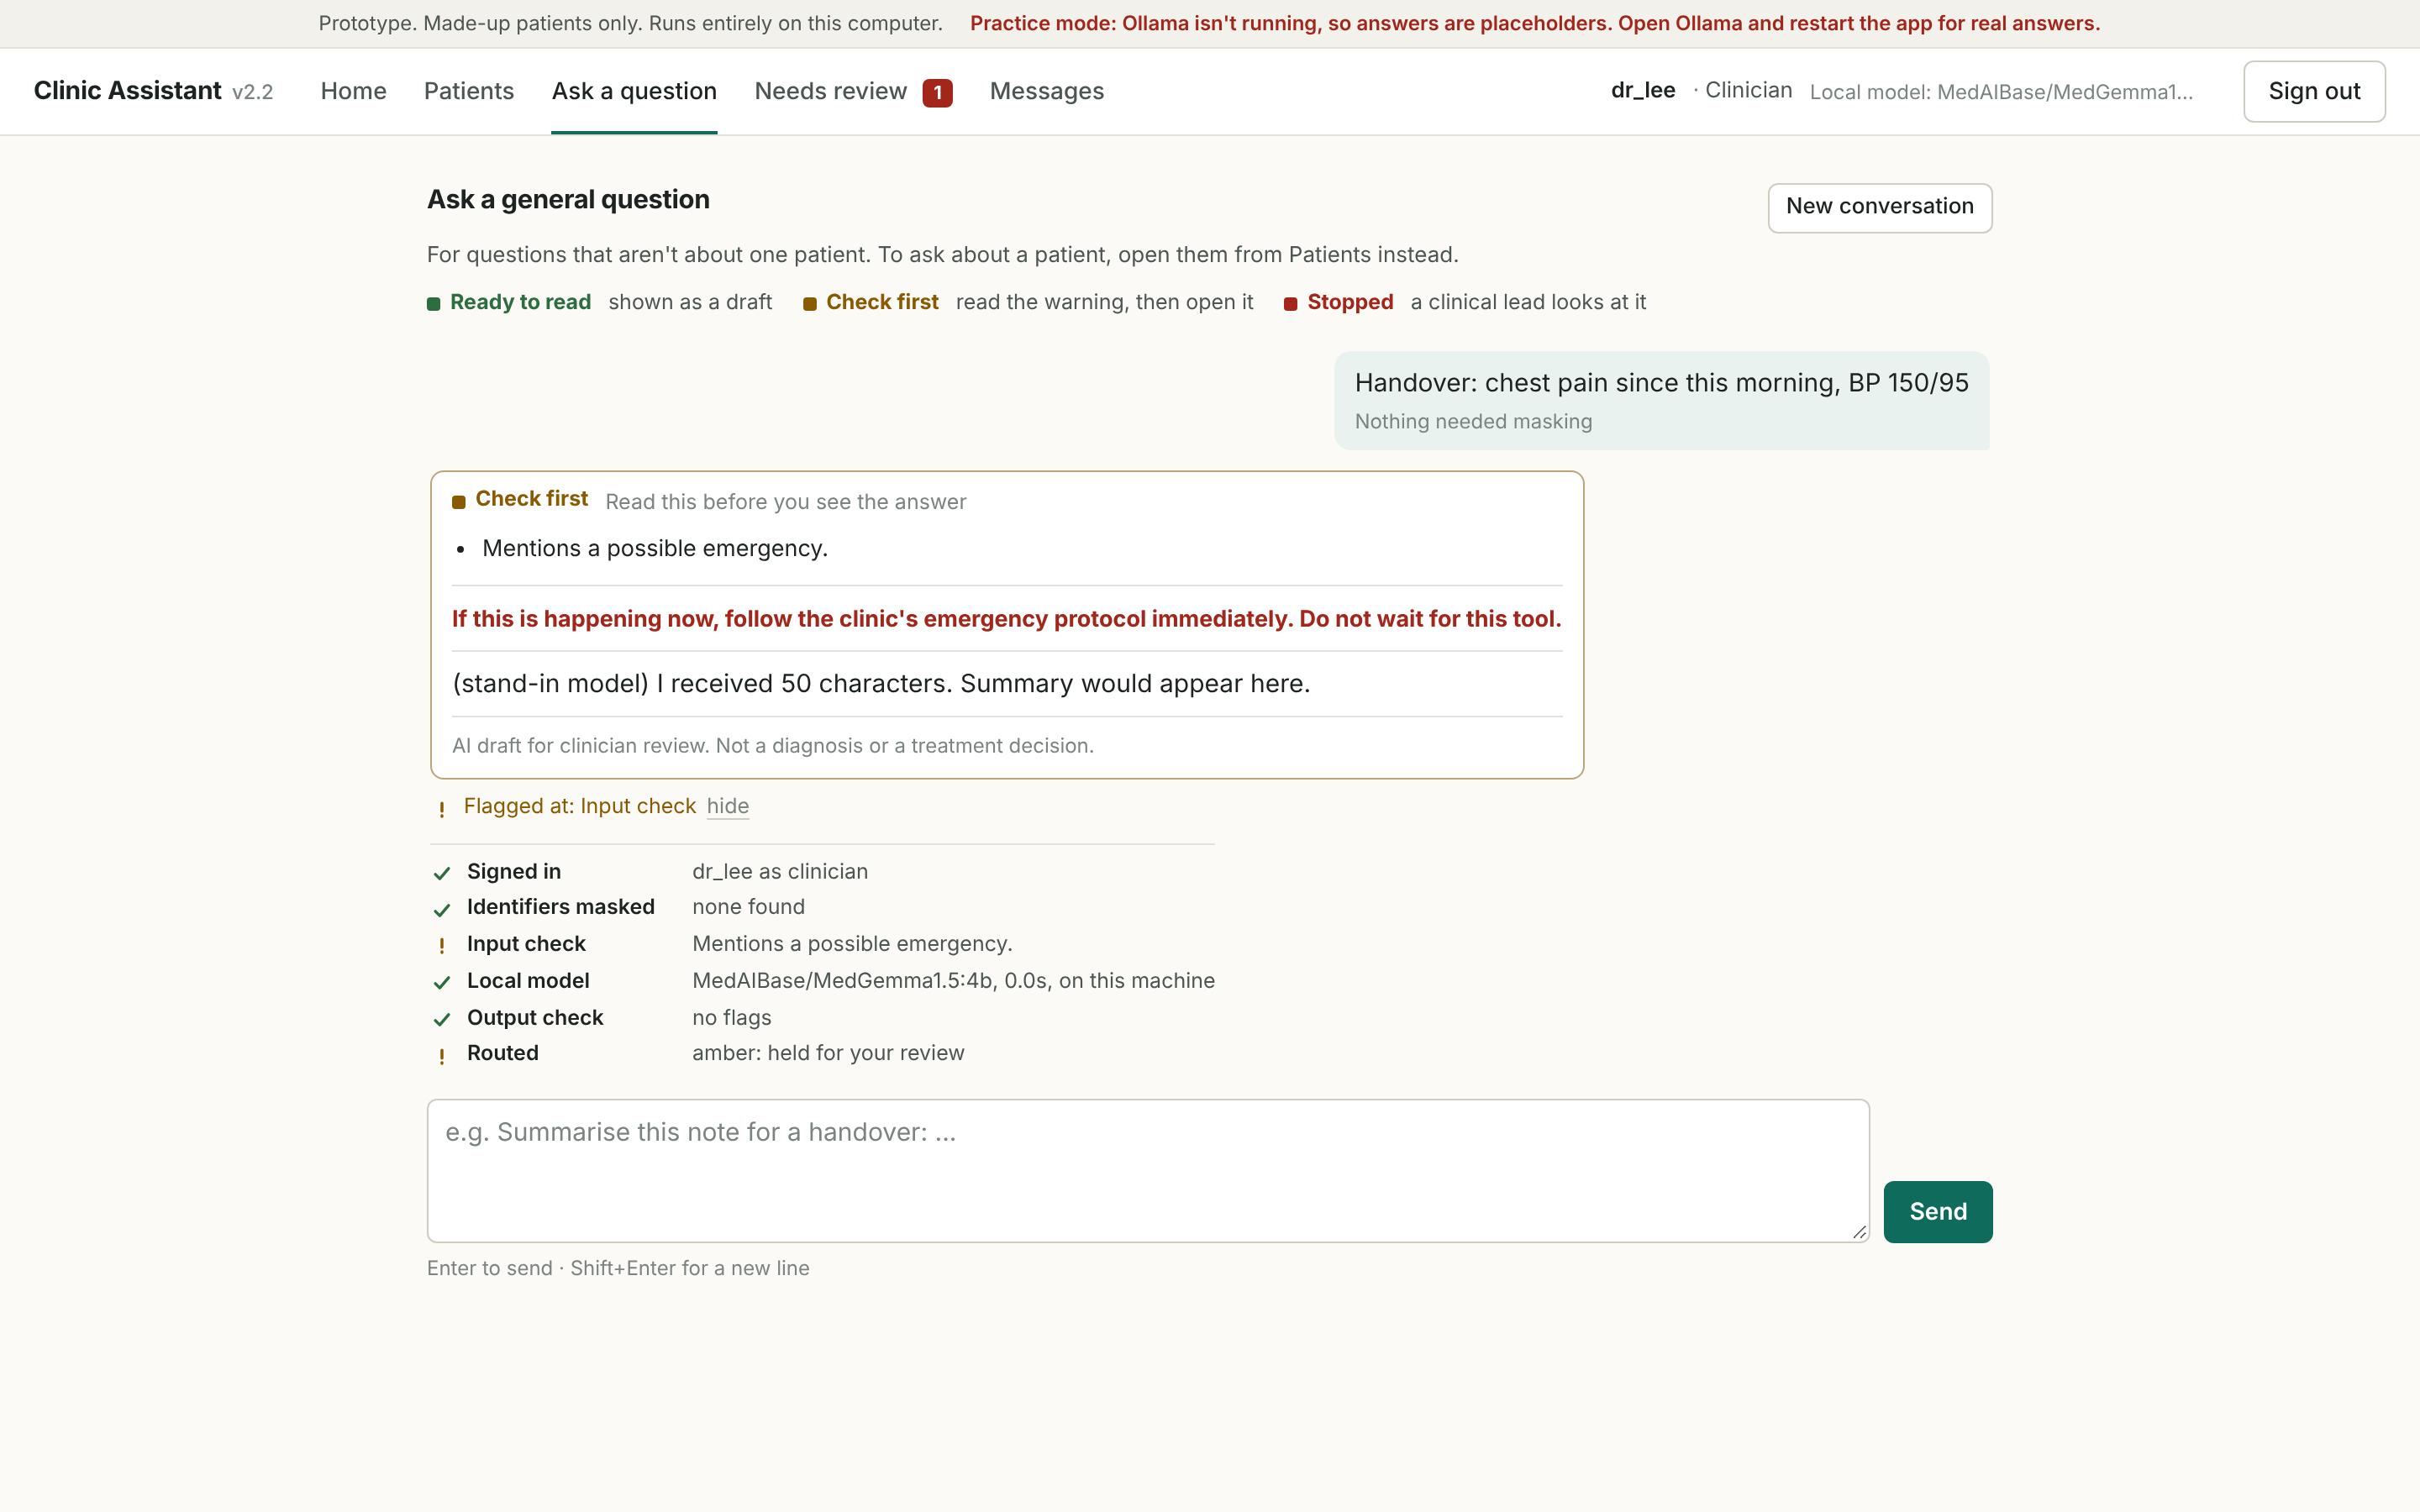 Prototype. Made-up patients only. Runs entirely on this computer. Practice mode: Ollama isn't running, so answers are placeholders. Open Ollama and restart the app for real answers.
Clinic Assistant v2.2 Home Patients Ask a question Needs review 1 Messages dr_lee · Clinician Local model: MedAIBase/MedGemma1... Sign out
Ask a general question New conversation
For questions that aren't about one patient. To ask about a patient, open them from Patients instead.
Ready to read shown as a draft Check first read the warning, then open it Stopped a clinical lead looks at it
Handover: chest pain since this morning, BP 150/95
Nothing needed masking
Check first Read this before you see the answer
• Mentions a possible emergency.
If this is happening now, follow the clinic's emergency protocol immediately. Do not wait for this tool.
(stand-in model) I received 50 characters. Summary would appear here.
AI draft for clinician review. Not a diagnosis or a treatment decision.
! Flagged at: Input check hide
✓ Signed in dr_lee as clinician
✓ Identifiers masked none found
! Input check Mentions a possible emergency.
✓ Local model MedAIBase/MedGemma1.5:4b, 0.0s, on this machine
✓ Output check no flags
! Routed amber: held for your review
e.g. Summarise this note for a handover: ...
Send
Enter to send · Shift+Enter for a new line